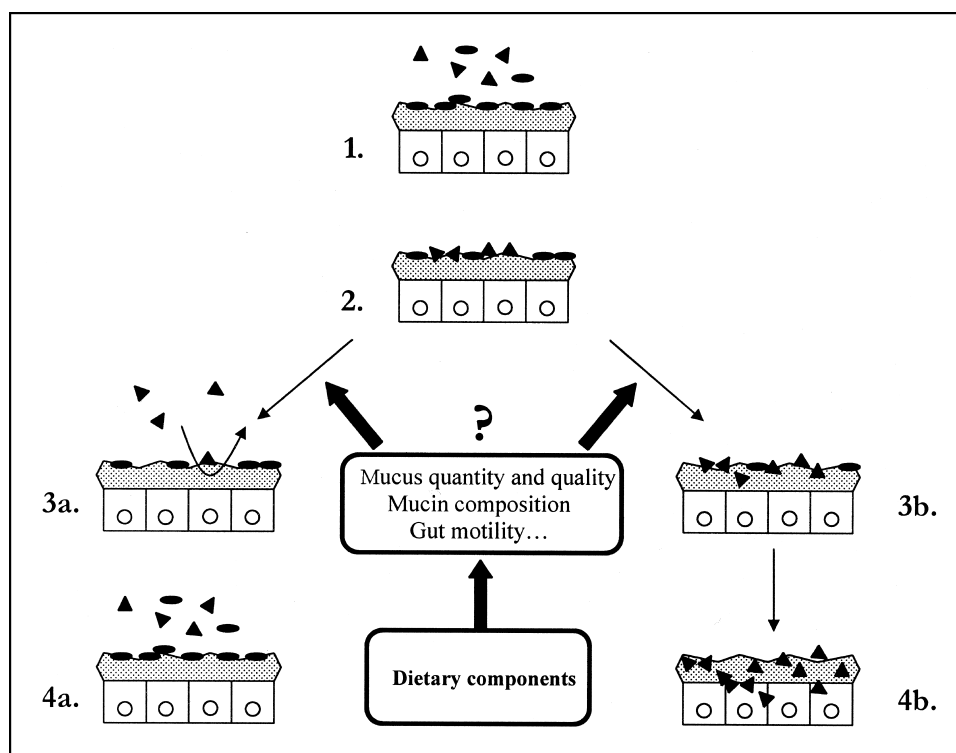 1.
2.
?
Mucus quantity and quality
Mucin composition
Gut motility…
3a.
3b.
Dietary components
4a.
4b.